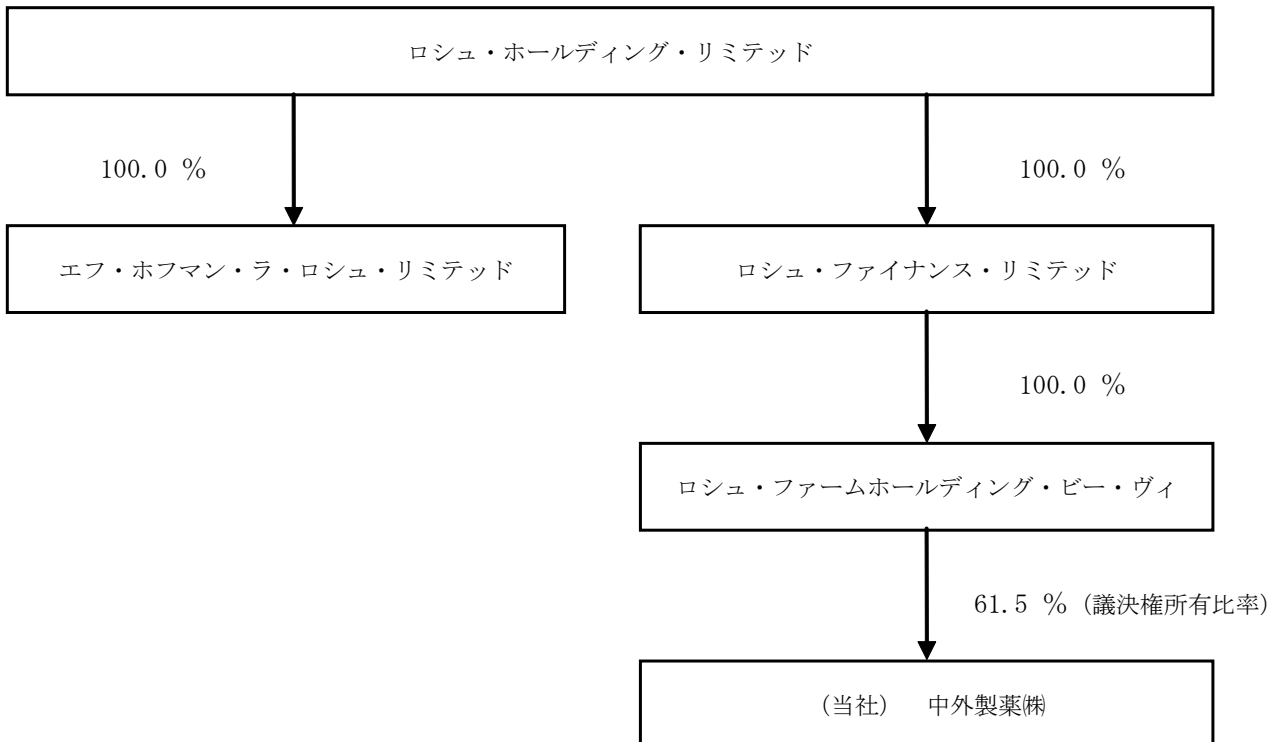 ロシュ・ホールディング・リミテッド
100.0 %
100.0 %
エフ・ホフマン・ラ・ロシュ・リミテッド
ロシュ・ファイナンス・リミテッド
100.0 %
ロシュ・ファームホールディング・ビー・ヴィ
61.5 %（議決権所有比率）
（当社）　中外製薬㈱